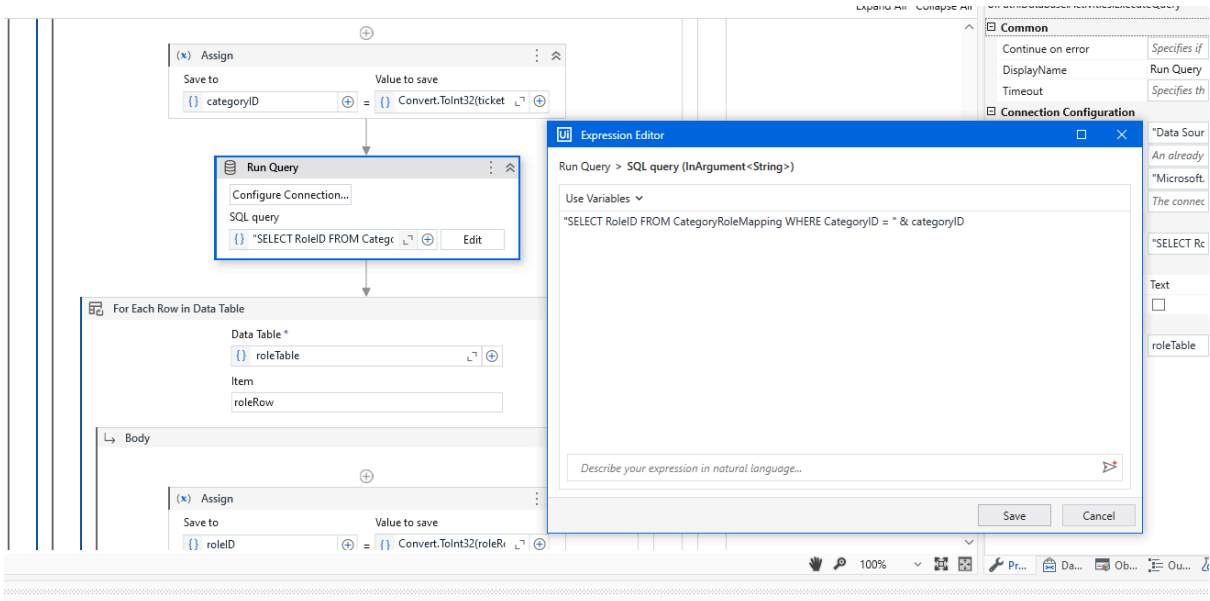 Expand All Collapse All
Assign
Save to
Value to save
categoryID
=
Convert.ToInt32(ticket
Run Query
Configure Connection...
SQL query
"SELECT RoleID FROM Catego
Edit
For Each Row in Data Table
Data Table *
roleTable
Item
roleRow
Body
Assign
Save to
Value to save
roleID
=
Convert.ToInt32(roleR
100%
Ui Expression Editor
Run Query > SQL query (InArgument<String>)
Use Variables
"SELECT RoleID FROM CategoryRoleMapping WHERE CategoryID = " & categoryID
Describe your expression in natural language...
Save
Cancel
Common
Continue on error
Specifies if
DisplayName
Run Query
Timeout
Specifies th
Connection Configuration
"Data Sour
An already
"Microsoft.
The connec
"SELECT Ro
Text
roleTable
Pr...
Da...
Ob...
Ou...